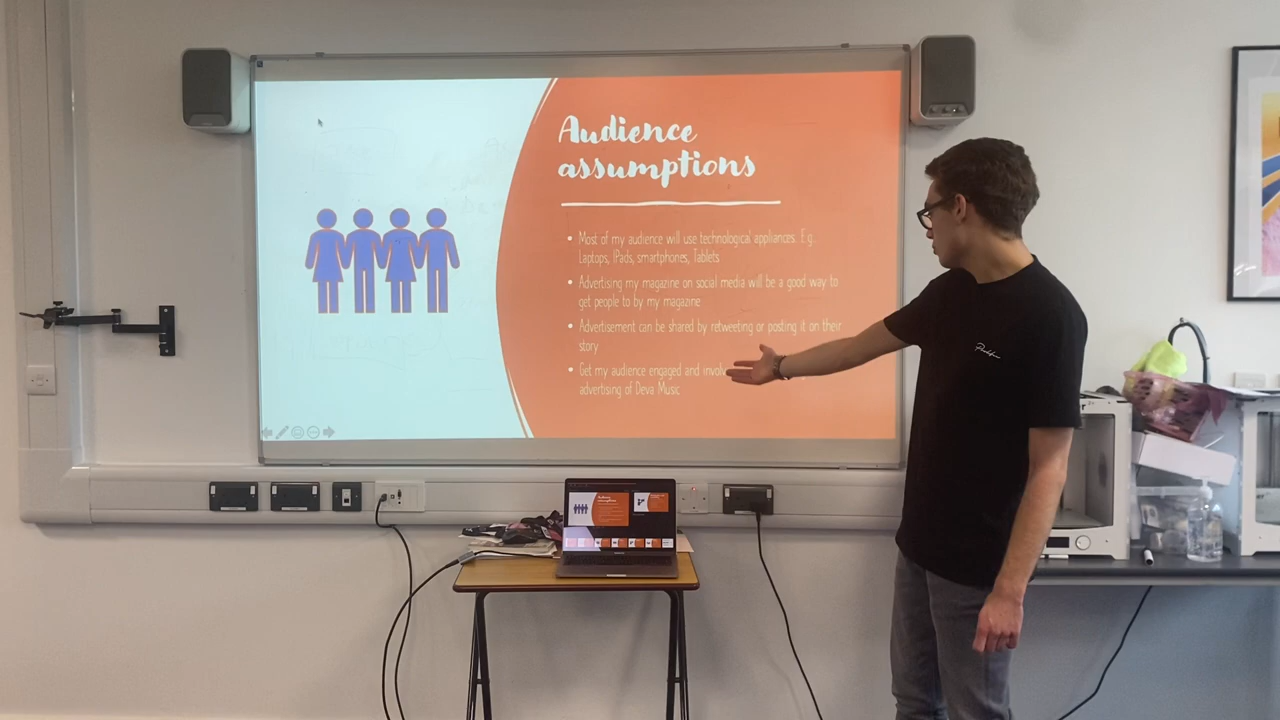 Audience
assumptions
• Most of my audience will use technological appliances. E.g.
Laptops, IPads, smartphones, Tablets
• Advertising my magazine on social media will be a good way to
get people to by my magazine
• Advertisement can be shared by retweeting or posting it on their
story
• Get my audience engaged and
advertising of Deva Music